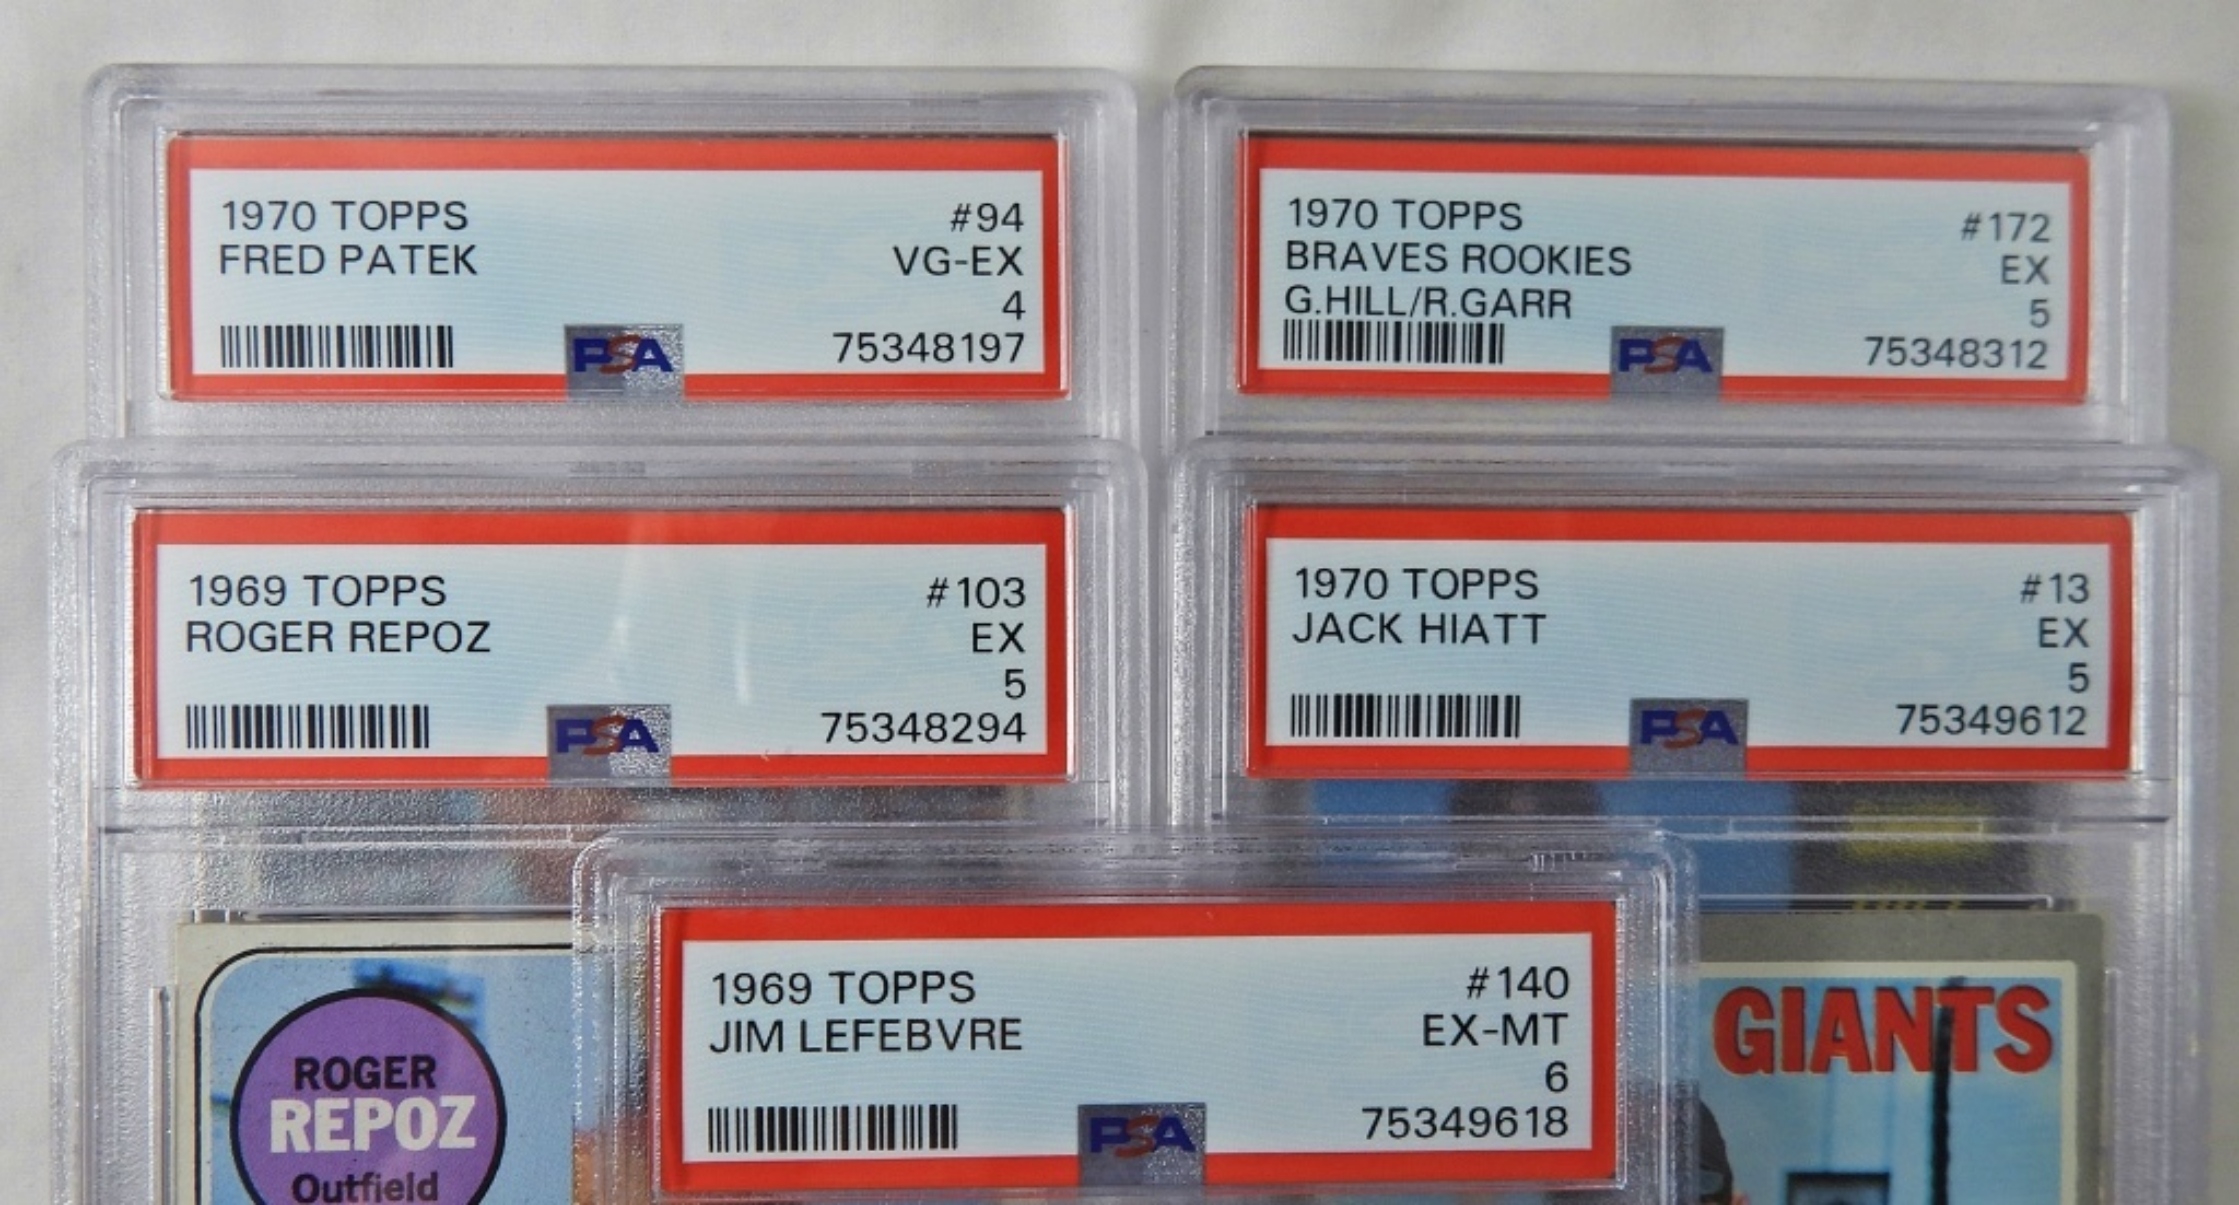 1970 TOPPS #94
FRED PATEK VG-EX
4
PSA 75348197
1970 TOPPS #172
BRAVES ROOKIES EX
G.HILL/R.GARR 5
PSA 75348312
1969 TOPPS #103
ROGER REPOZ EX
5
PSA 75348294
1970 TOPPS #13
JACK HIATT EX
5
PSA 75349612
1969 TOPPS #140
JIM LEFEBVRE EX-MT
6
PSA 75349618
ROGER
REPOZ
Outfield
GIANTS